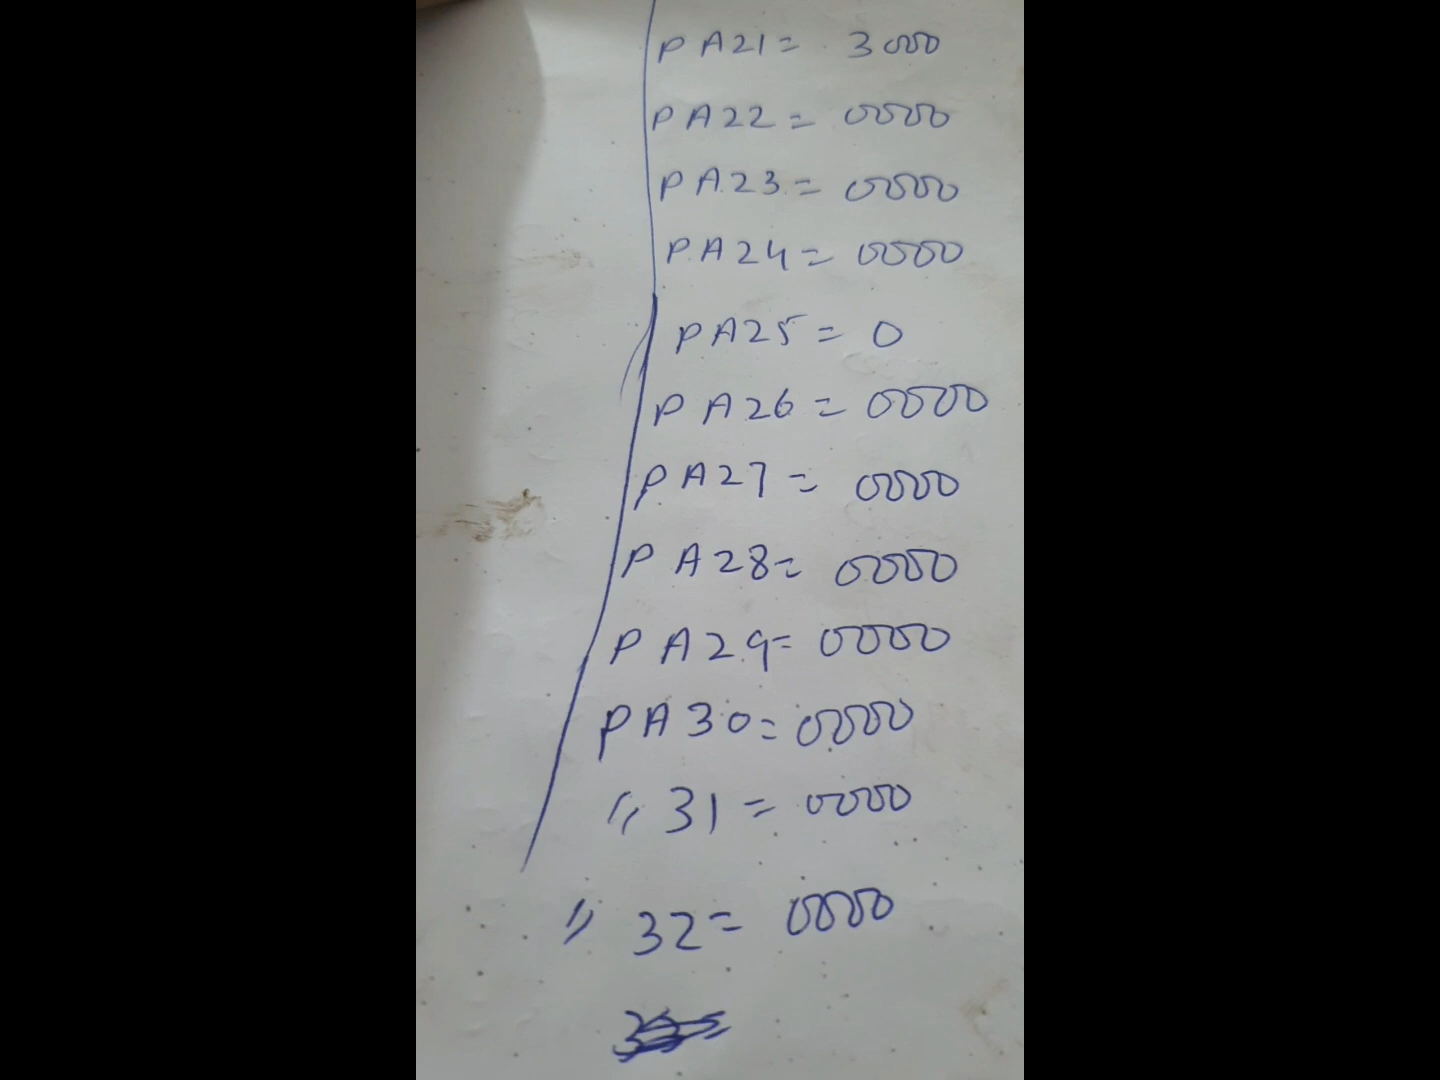 PA21= 3000
PA22= 0000
PA23= 0000
PA24= 0000
PA25= 0
PA26= 0000
PA27= 0000
PA28= 0000
PA29= 0000
PA30= 0000
〃 31= 0000
〃 32= 0000